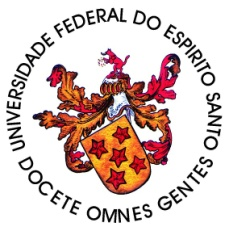 UNIVERSIDADE FEDERAL DO ESPIRITO SANTO
DOCETE OMNES GENTES